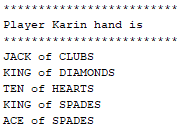 *************************
Player Karin hand is
*************************
JACK of CLUBS
KING of DIAMONDS
TEN of HEARTS
KING of SPADES
ACE of SPADES